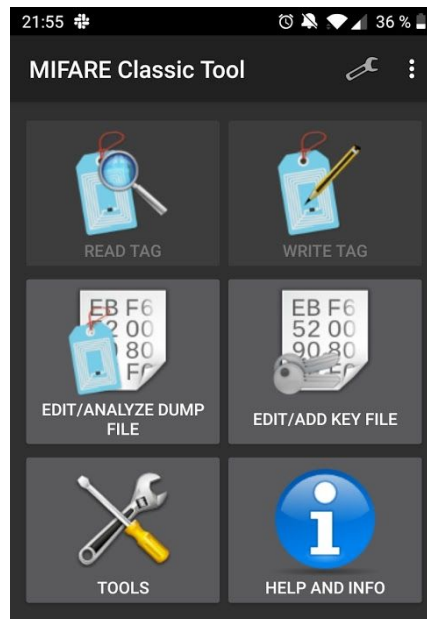 21:55 36 %
MIFARE Classic Tool
READ TAG WRITE TAG
EB F6 EB F6
52 00 52 00
90 80 90 80
EDIT/ANALYZE DUMP
FILE
EDIT/ADD KEY FILE
TOOLS HELP AND INFO